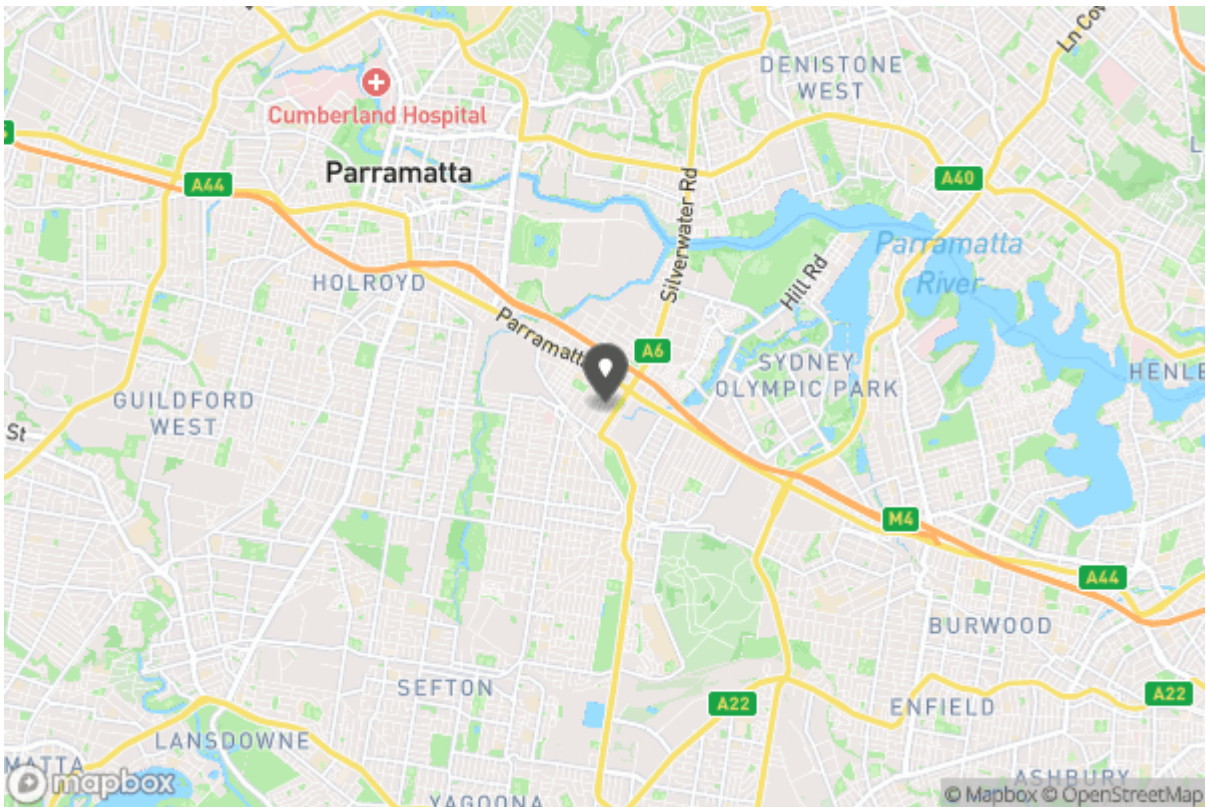 Ln Cov
DENISTONE
WEST
Cumberland Hospital
Parramatta
A44
A40
Silverwater Rd
Parramatta
River
Hill Rd
HOLROYD
Parramatta
A6
SYDNEY
OLYMPIC PARK
HENLE
GUILDFORD
WEST
St
M4
A44
BURWOOD
SEFTON
A22
A22
ENFIELD
LANSDOWNE
MATTA
ASHBURY
YAGOONA
mapbox
© Mapbox © OpenStreetMap